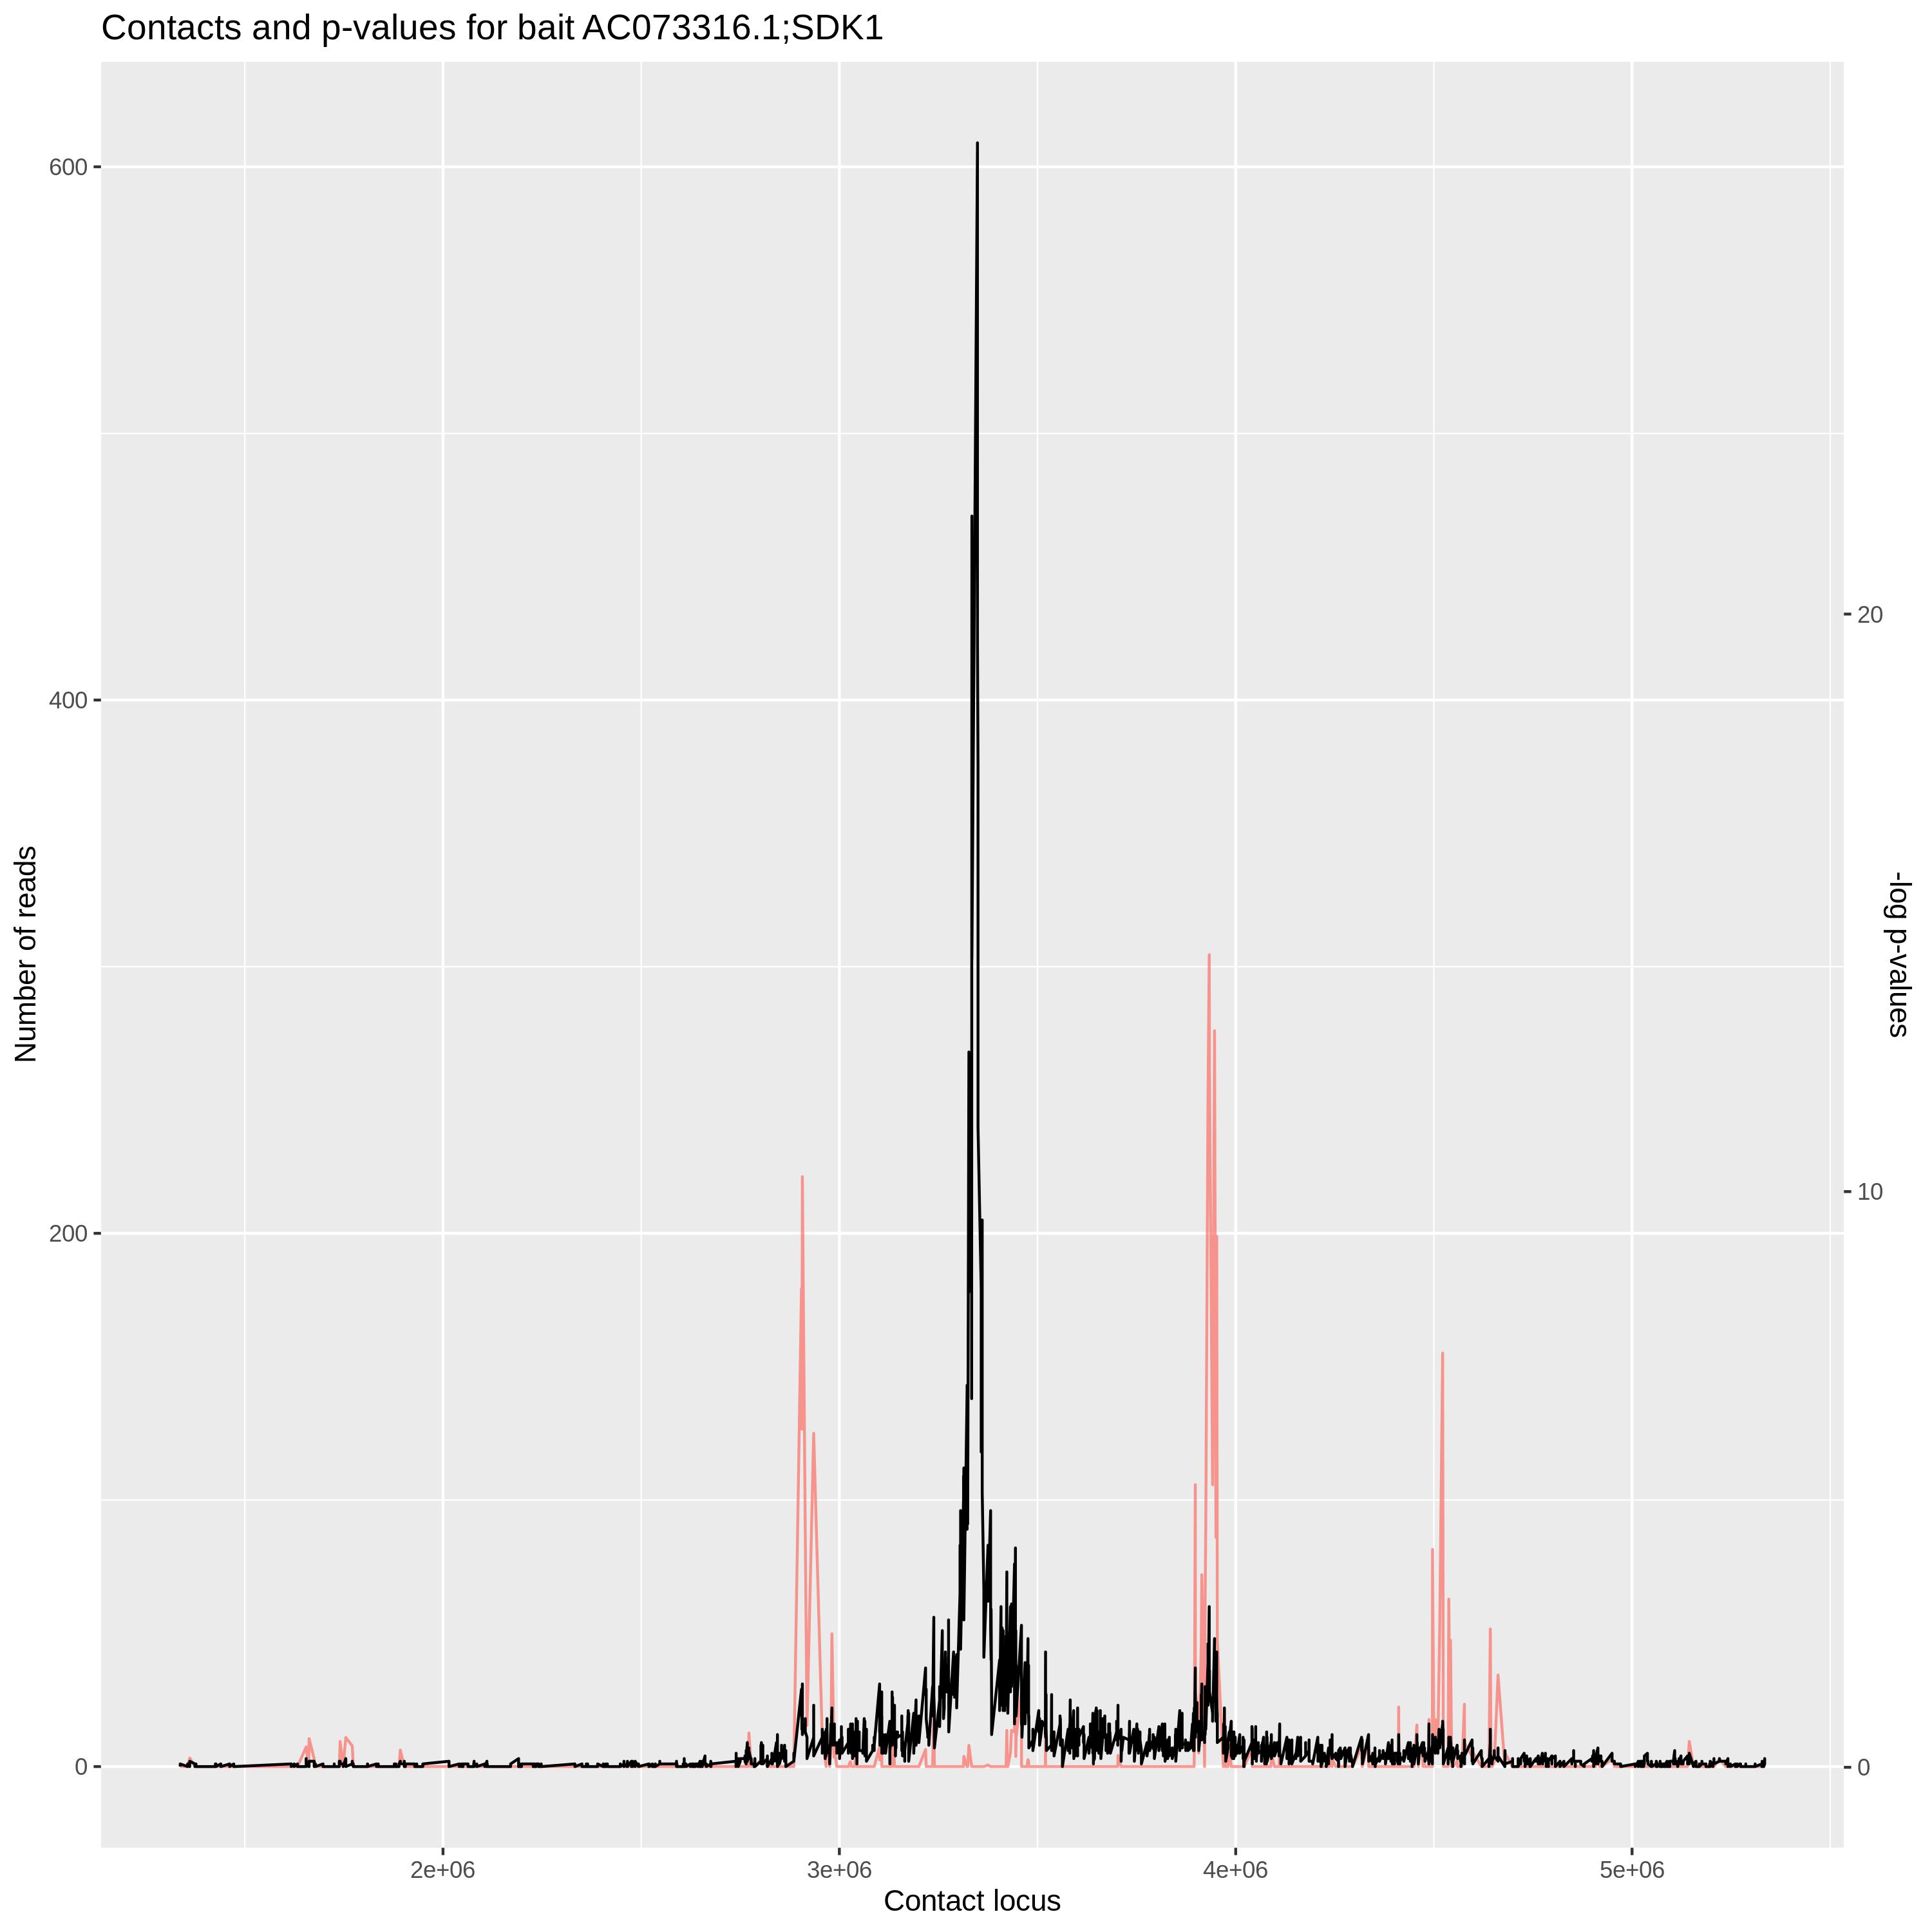 Contacts and p-values for bait AC073316.1;SDK1
600
400
200
0
Number of reads
20
10
0
-log p-values
2e+06
3e+06
4e+06
5e+06
Contact locus